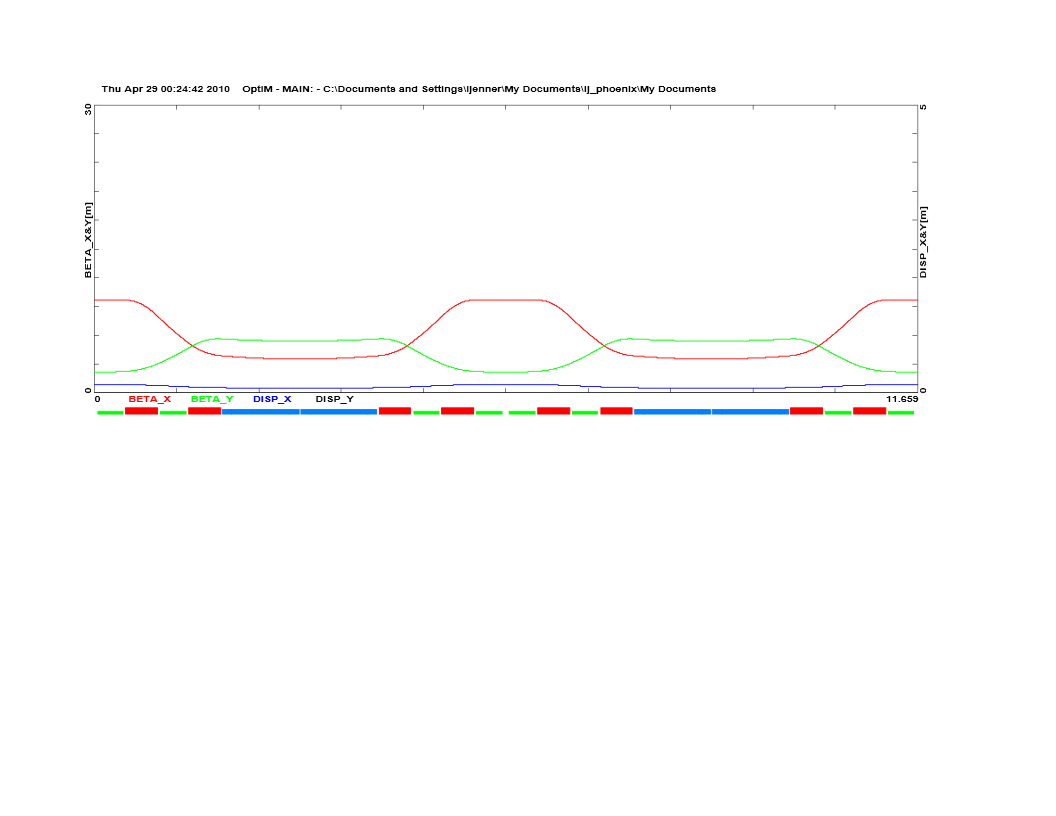 Thu Apr 29 00:24:42 2010 OptiM - MAIN: - C:\Documents and Settings\ljenner\My Documents\lj_phoenix\My Documents
30
5
BETA_X&Y[m]
DISP_X&Y[m]
0
0
0 BETA_X BETA_Y DISP_X DISP_Y 11.659